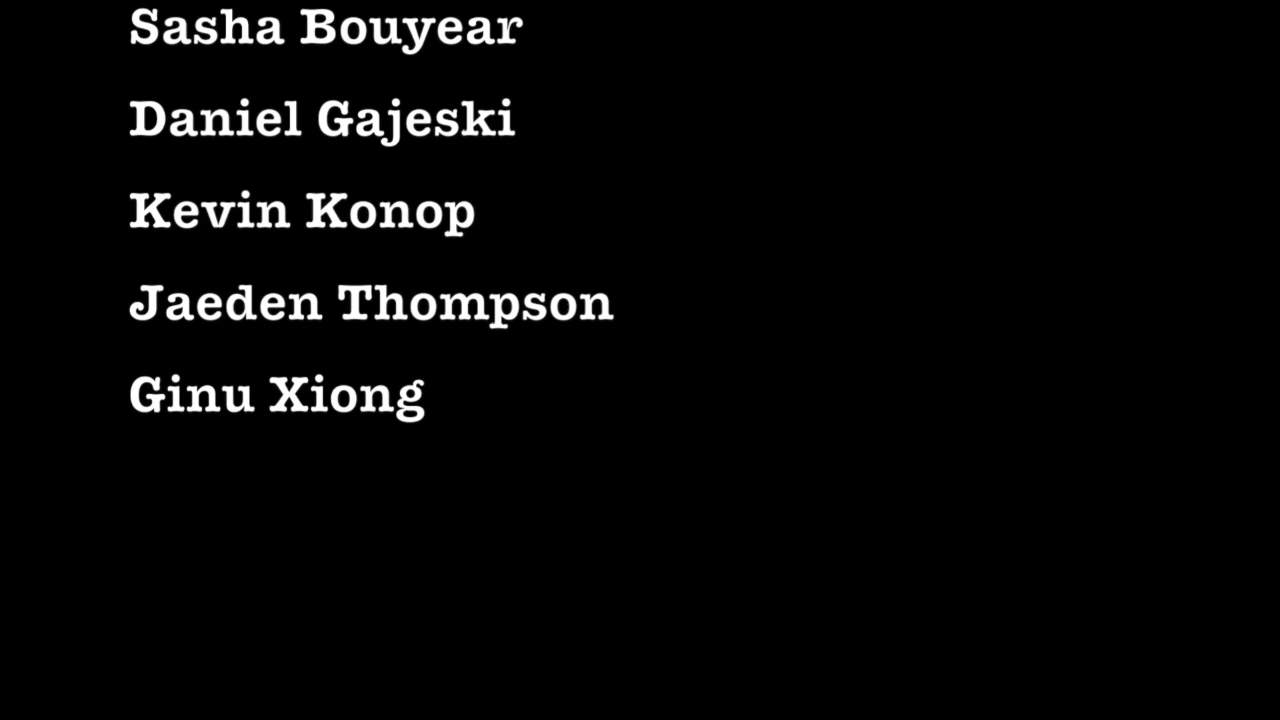 Sasha Bouyear
Daniel Gajeski
Kevin Konop
Jaeden Thompson
Ginu Xiong